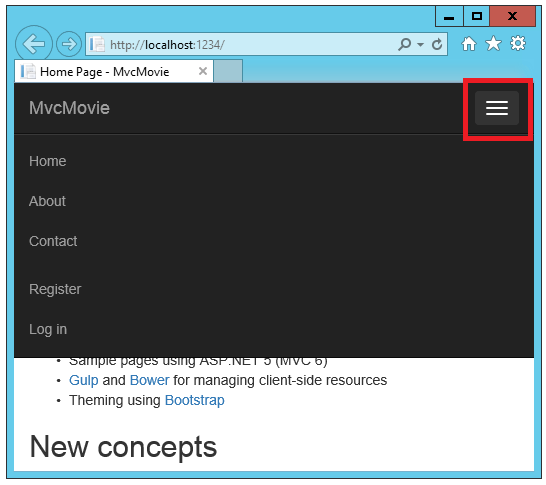 http://localhost:1234/
Home Page - MvcMovie
MvcMovie
Home
About
Contact
Register
Log in
• Sample pages using ASP.NET 5 (MVC 6)
• Gulp and Bower for managing client-side resources
• Theming using Bootstrap
New concepts